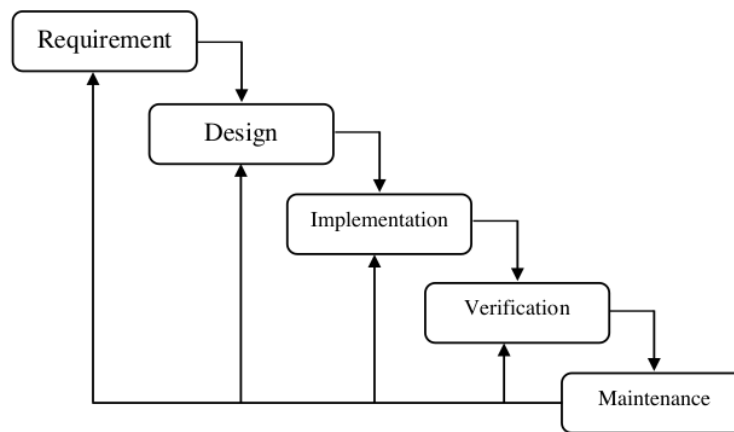 Requirement
Design
Implementation
Verification
Maintenance